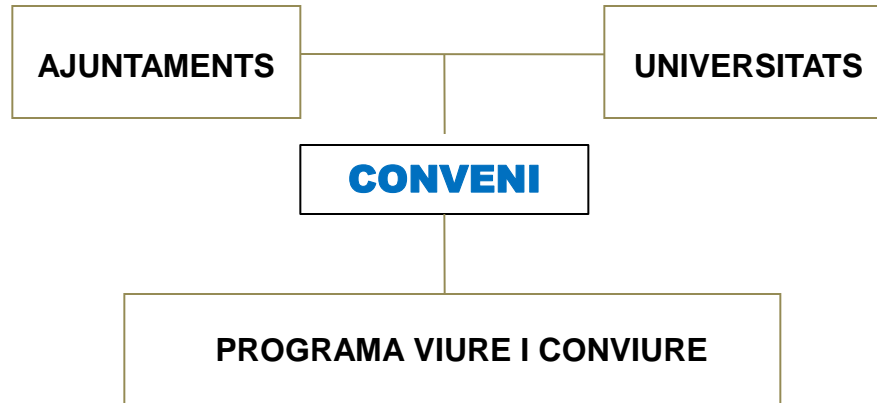 AJUNTAMENTS
UNIVERSITATS
CONVENI
PROGRAMA VIURE I CONVIURE